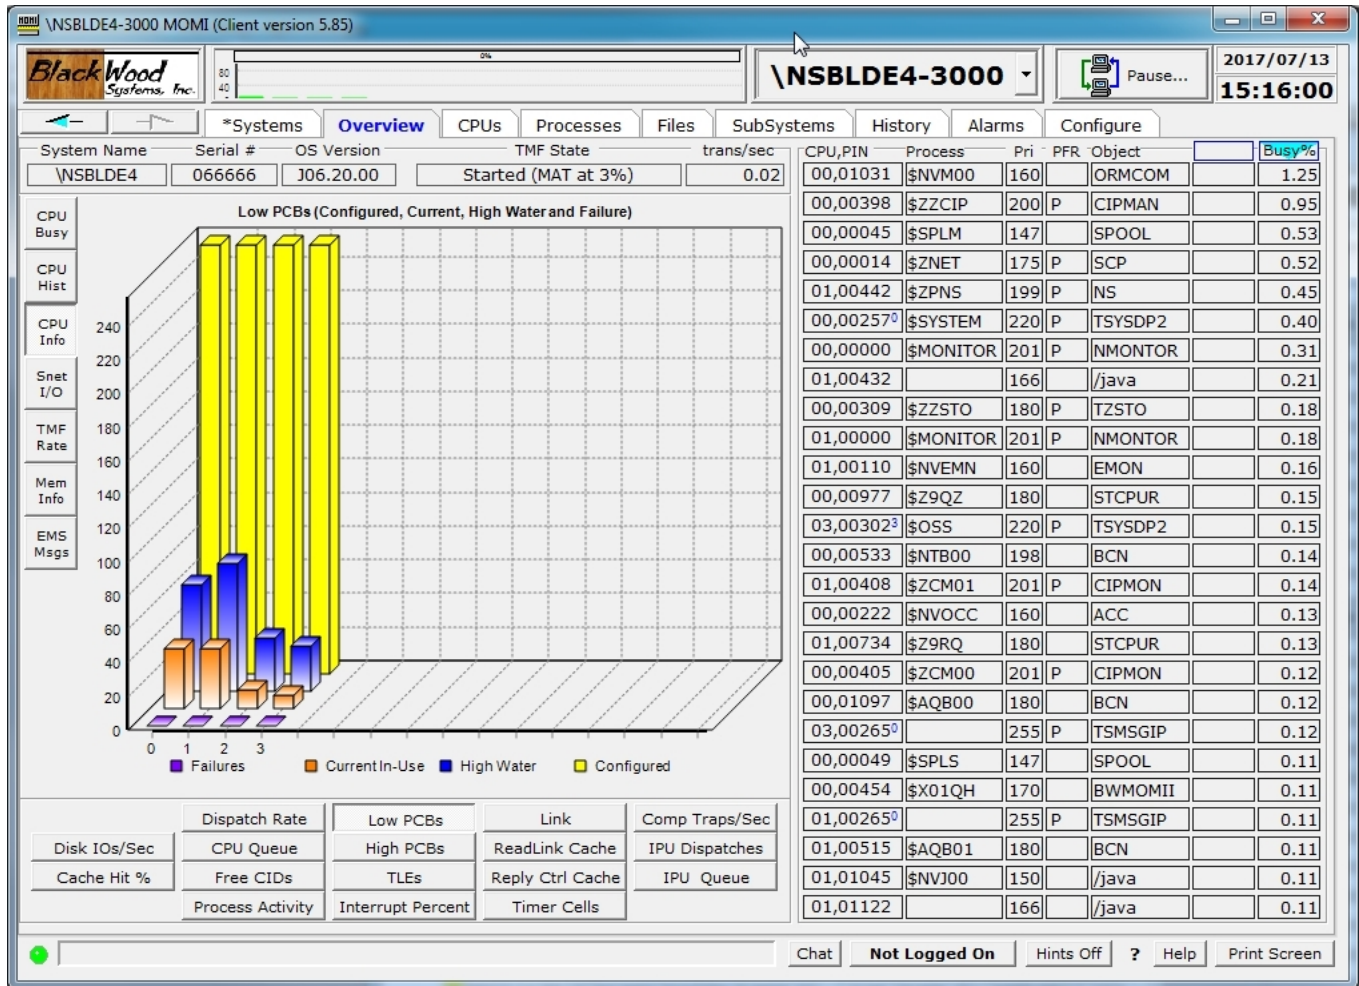 \NSBLDE4-3000 MOMI (Client version 5.85)
BlackWood Systems, Inc.
0%
80
40
\NSBLDE4-3000
Pause...
2017/07/13
15:16:00
*Systems Overview CPUs Processes Files SubSystems History Alarms Configure
System Name Serial # OS Version TMF State trans/sec
\NSBLDE4 066666 J06.20.00 Started (MAT at 3%) 0.02
CPU Busy
CPU Hist
CPU Info
Snet I/O
TMF Rate
Mem Info
EMS Msgs
Low PCBs (Configured, Current, High Water and Failure)
240
220
200
180
160
140
120
100
80
60
40
20
0
0 1 2 3
Failures Current In-Use High Water Configured
Dispatch Rate Low PCBs Link Comp Traps/Sec
Disk IOs/Sec CPU Queue High PCBs ReadLink Cache IPU Dispatches
Cache Hit % Free CIDs TLEs Reply Ctrl Cache IPU Queue
Process Activity Interrupt Percent Timer Cells
CPU,PIN Process Pri PFR Object Busy%
00,01031 $NVM00 160 ORMCOM 1.25
00,00398 $ZZCIP 200 P CIPMAN 0.95
00,00045 $SPLM 147 SPOOL 0.53
00,00014 $ZNET 175 P SCP 0.52
01,00442 $ZPNS 199 P NS 0.45
00,00257⁰ $SYSTEM 220 P TSYSDP2 0.40
00,00000 $MONITOR 201 P NMONTOR 0.31
01,00432 166 /java 0.21
00,00309 $ZZSTO 180 P TZSTO 0.18
01,00000 $MONITOR 201 P NMONTOR 0.18
01,00110 $NVEMN 160 EMON 0.16
00,00977 $Z9QZ 180 STCPUR 0.15
03,00302³ $OSS 220 P TSYSDP2 0.15
00,00533 $NTB00 198 BCN 0.14
01,00408 $ZCM01 201 P CIPMON 0.14
00,00222 $NVOCC 160 ACC 0.13
01,00734 $Z9RQ 180 STCPUR 0.13
00,00405 $ZCM00 201 P CIPMON 0.12
00,01097 $AQB00 180 BCN 0.12
03,00265⁰ 255 P TSMSGIP 0.12
00,00049 $SPLS 147 SPOOL 0.11
00,00454 $X01QH 170 BWMOMII 0.11
01,00265⁰ 255 P TSMSGIP 0.11
01,00515 $AQB01 180 BCN 0.11
01,01045 $NVJ00 150 /java 0.11
01,01122 166 /java 0.11
Chat Not Logged On Hints Off ? Help Print Screen